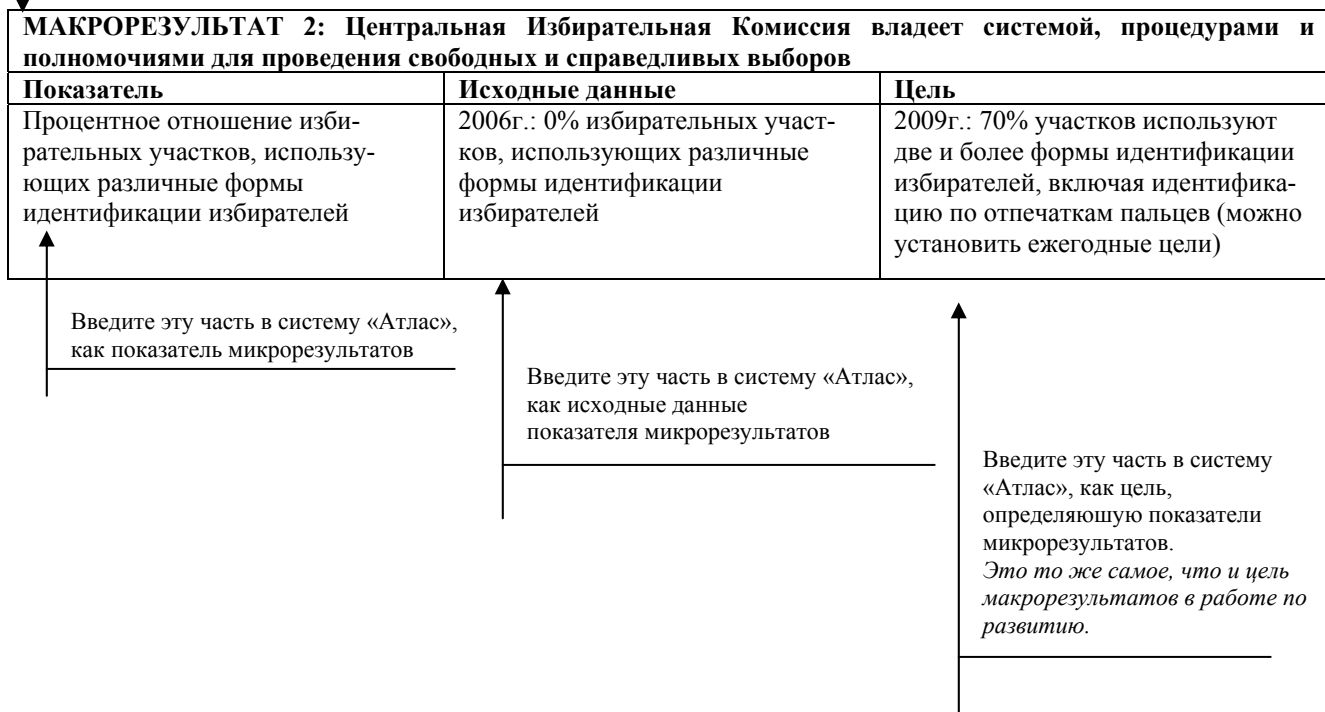 МАКРОРЕЗУЛЬТАТ 2: Центральная Избирательная Комиссия владеет системой, процедурами и
полномочиями для проведения свободных и справедливых выборов
Показатель
Исходные данные
Цель
Процентное отношение изби-
рательных участков, использу-
ющих различные формы
идентификации избирателей
2006г.: 0% избирательных участ-
ков, использующих различные
формы идентификации
избирателей
2009г.: 70% участков используют
две и более формы идентификации
избирателей, включая идентифика-
цию по отпечаткам пальцев (можно
установить ежегодные цели)
Введите эту часть в систему «Атлас»,
как показатель микрорезультатов
Введите эту часть в систему «Атлас»,
как исходные данные
показателя микрорезультатов
Введите эту часть в систему
«Атлас», как цель,
определяюшую показатели
микрорезультатов.
Это то же самое, что и цель
макрорезультатов в работе по
развитию.